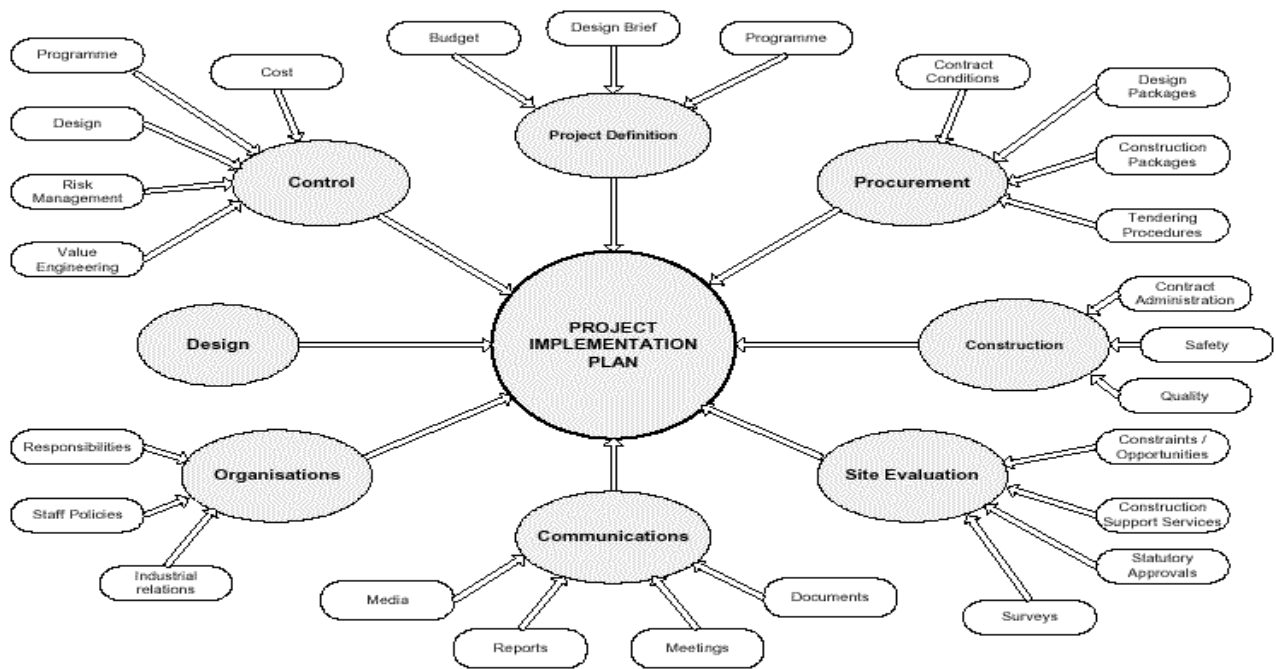 Programme
Cost
Design
Risk
Management
Value
Engineering
Control
Budget
Design Brief
Programme
Project Definition
Contract
Conditions
Design
Packages
Construction
Packages
Tendering
Procedures
Procurement
Design
PROJECT
IMPLEMENTATION
PLAN
Construction
Contract
Administration
Safety
Quality
Responsibilities
Staff Policies
Industrial
relations
Organisations
Communications
Media
Reports
Meetings
Documents
Site Evaluation
Constraints /
Opportunities
Construction
Support Services
Statutory
Approvals
Surveys